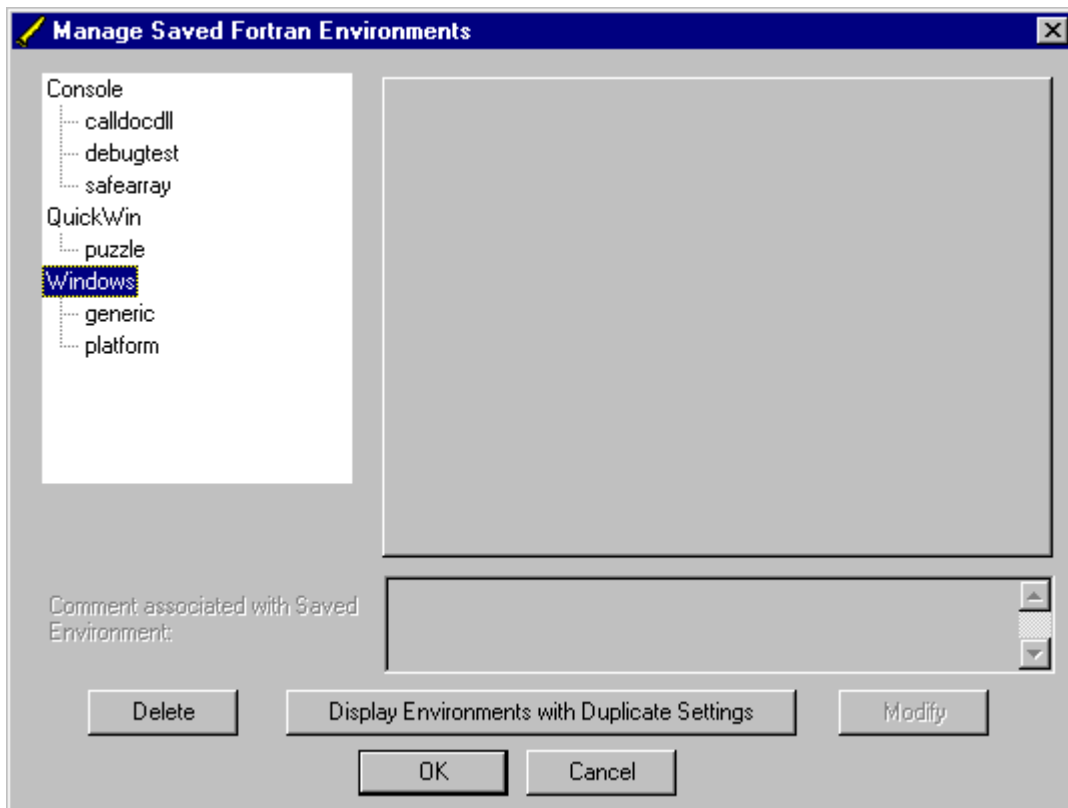 Manage Saved Fortran Environments
Console
calldocdll
debugtest
safearray
QuickWin
puzzle
Windows
generic
platform
Comment associated with Saved
Environment:
Delete
Display Environments with Duplicate Settings
Modify
OK
Cancel